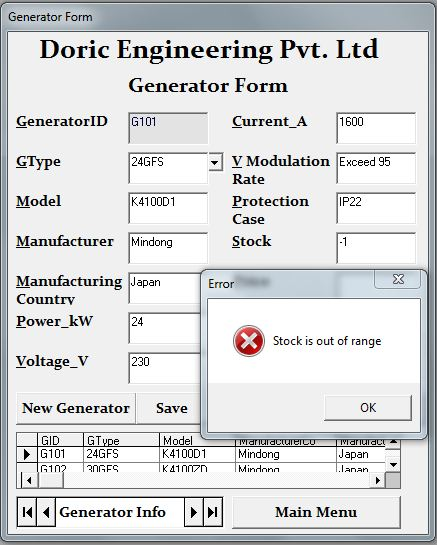 Generator Form
Doric Engineering Pvt. Ltd
Generator Form
GeneratorID G101 Current_A 1600
GType 24GFS V Modulation Rate Exceed 95
Model K4100D1 Protection Case IP22
Manufacturer Mindong Stock -1
Manufacturing Country Japan
Error
Power_kW 24
Stock is out of range
Voltage_V 230
OK
New Generator Save
GID GType Model ManufacturerCo Manufact
G101 24GFS K4100D1 Mindong Japan
G102 30GFS K4100ZD Mindong Japan
Generator Info Main Menu